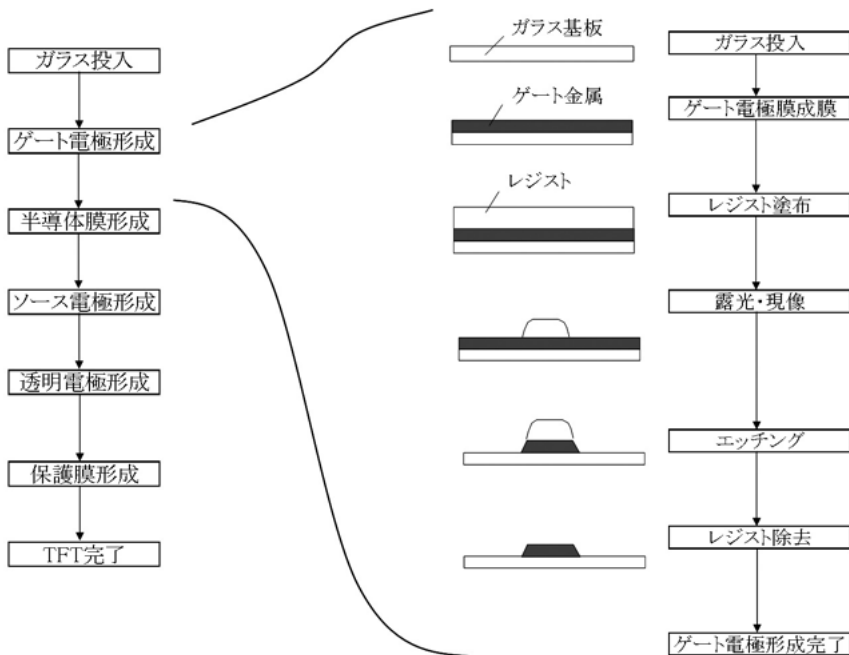 ガラス投入
ゲート電極形成
半導体膜形成
ソース電極形成
透明電極形成
保護膜形成
TFT完了
ガラス基板
ゲート金属
レジスト
ガラス投入
ゲート電極膜成膜
レジスト塗布
露光・現像
エッチング
レジスト除去
ゲート電極形成完了